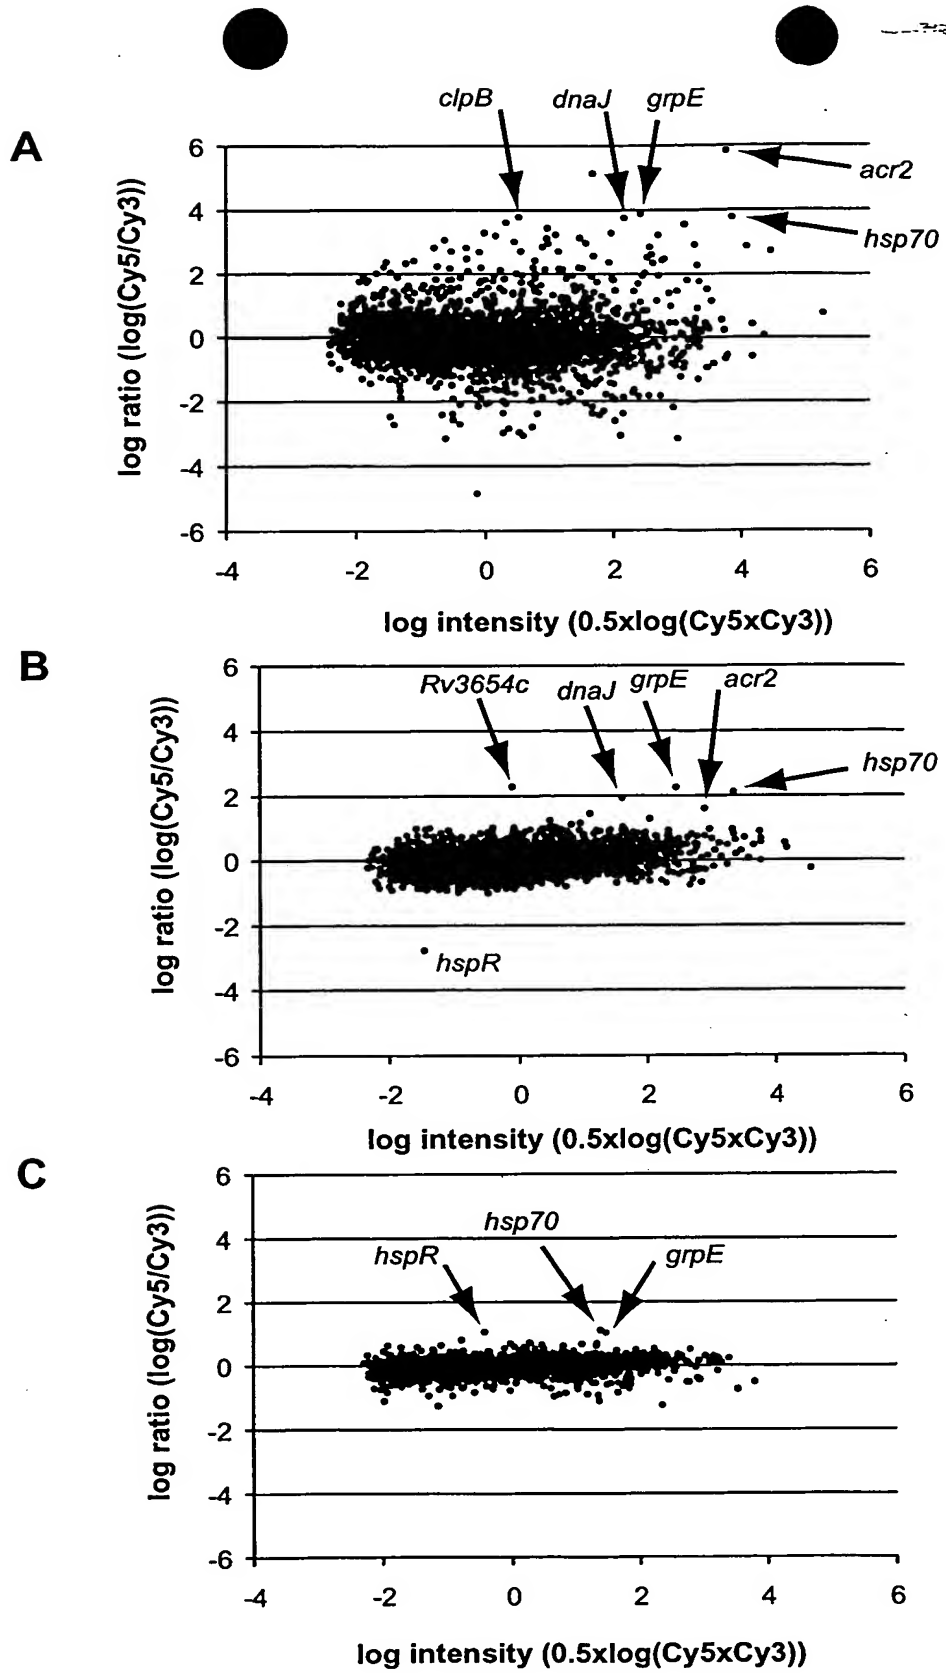 clpB dnaJ grpE
A
6
acr2
4
hsp70
2
0
-2
-4
-6
-4 -2 0 2 4 6
log ratio (log(Cy5/Cy3))
log intensity (0.5xlog(Cy5xCy3))
B
6
Rv3654c dnaJ grpE acr2
4
hsp70
2
0
-2
hspR
-4
-6
-4 -2 0 2 4 6
log ratio (log(Cy5/Cy3))
log intensity (0.5xlog(Cy5xCy3))
C
6
hsp70
4
hspR grpE
2
0
-2
-4
-6
-4 -2 0 2 4 6
log ratio (log(Cy5/Cy3))
log intensity (0.5xlog(Cy5xCy3))